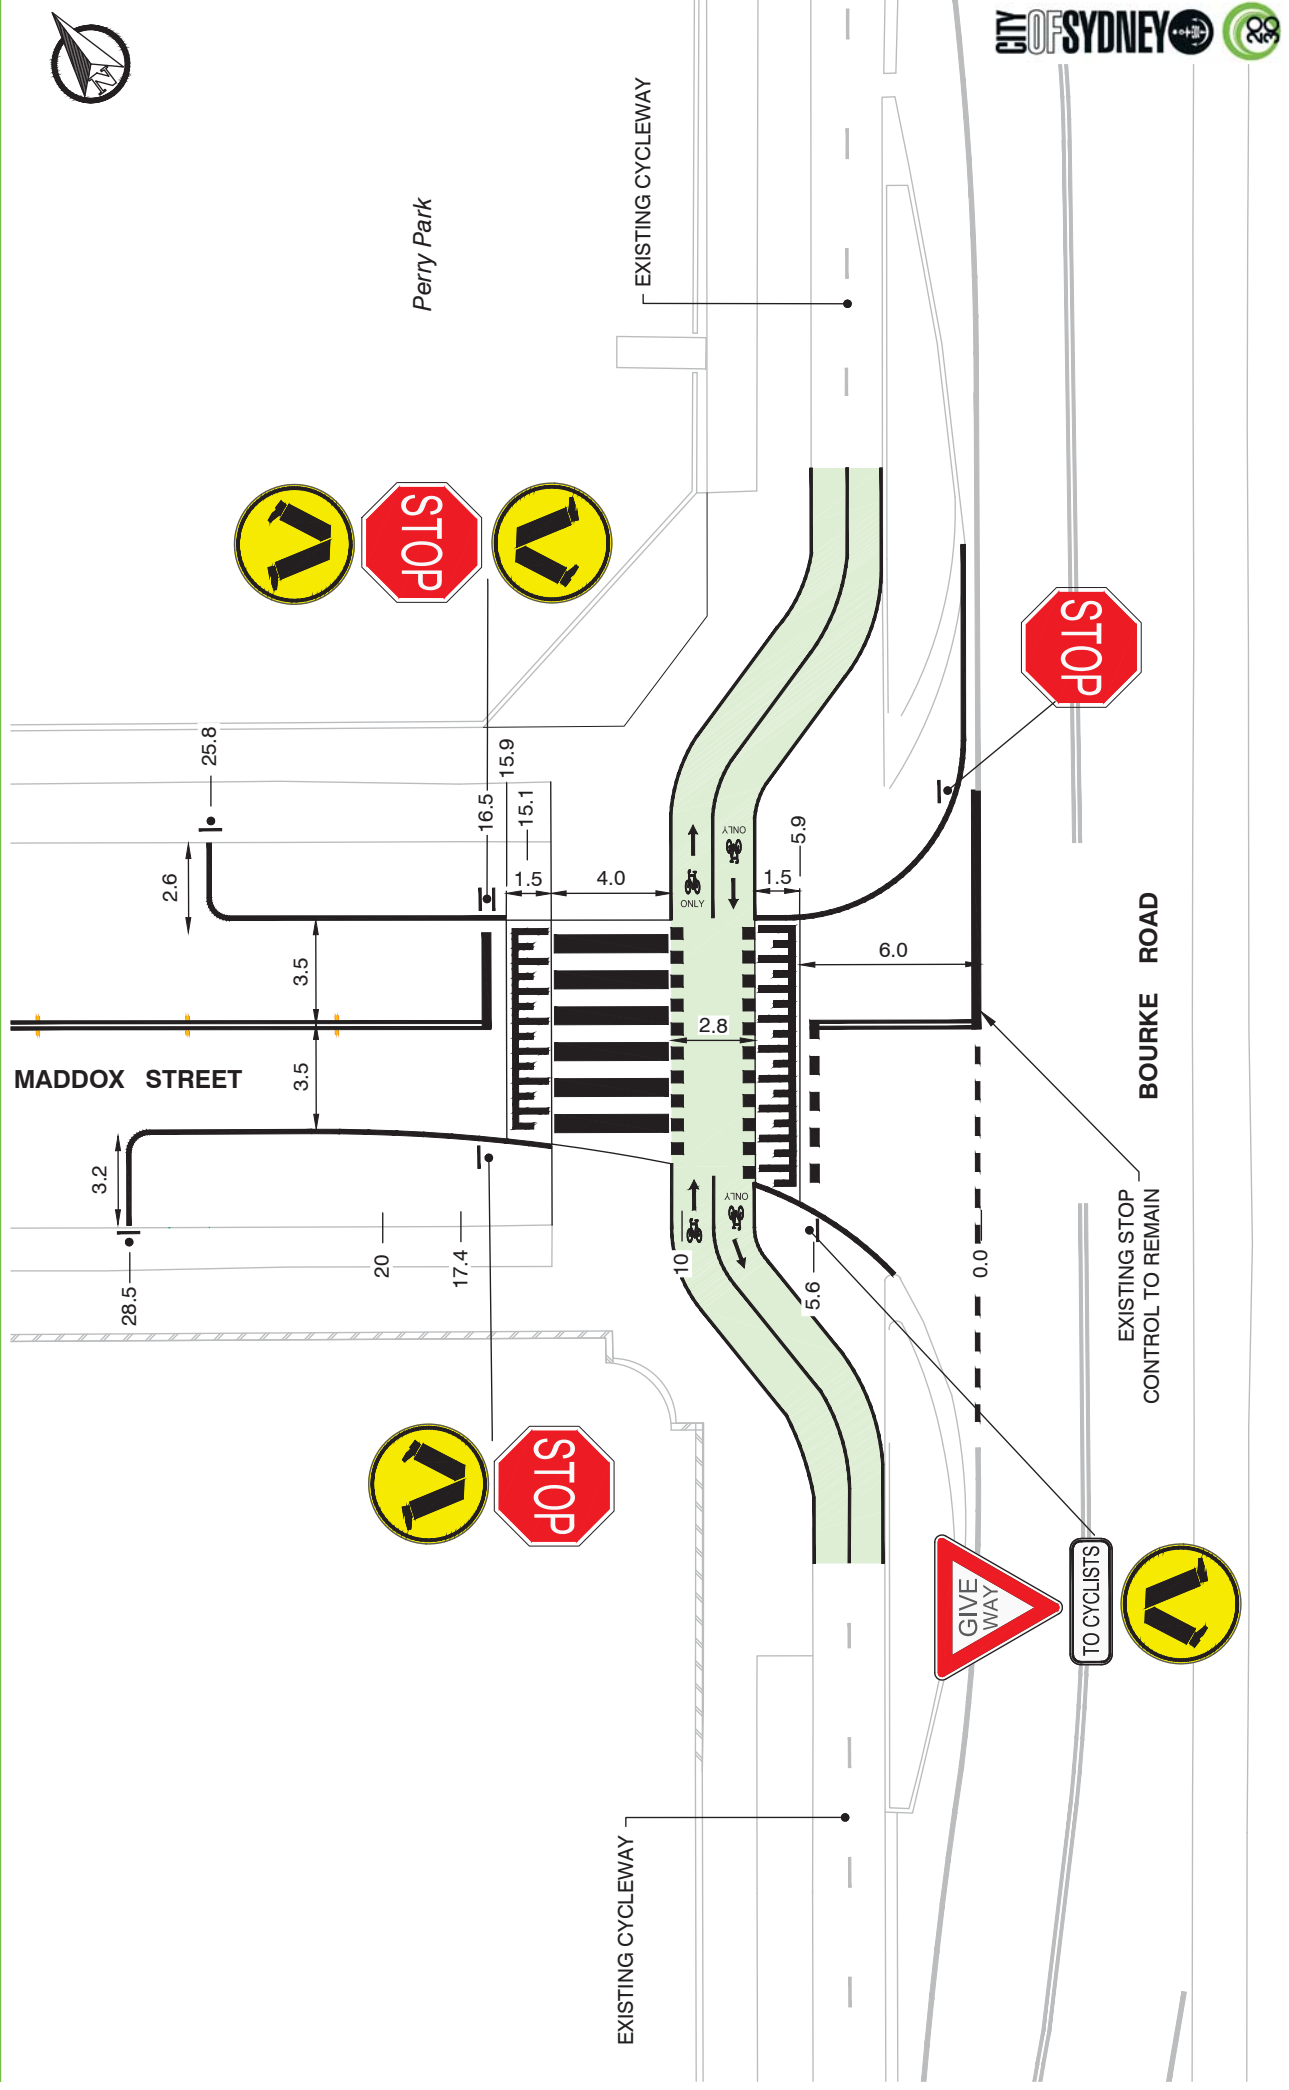 CITY
OFSYDNEY
2030
N
EXISTING CYCLEWAY
Perry Park
STOP
STOP
25.8
15.9
16.5
15.1
5.9
2.6
1.5
4.0
1.5
ONLY
ONLY
3.5
6.0
2.8
3.5
MADDOX STREET
BOURKE ROAD
3.2
ONLY
20
17.4
10
5.6
0.0
28.5
EXISTING STOP
CONTROL TO REMAIN
STOP
GIVE
WAY
TO CYCLISTS
EXISTING CYCLEWAY